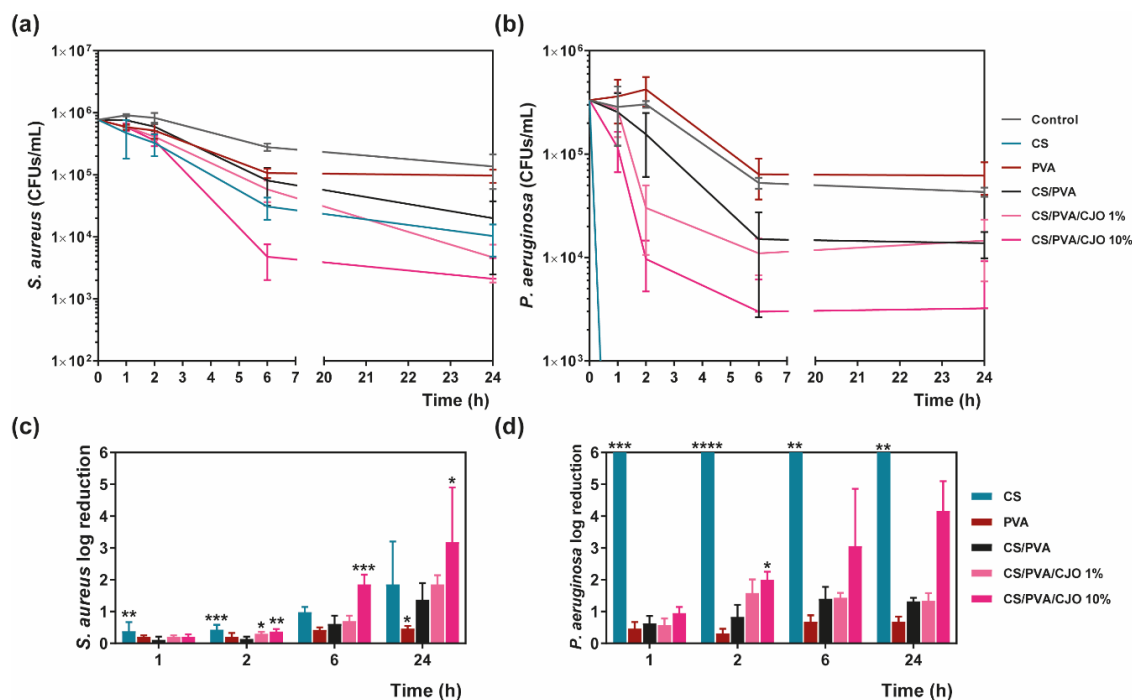 (a)
S. aureus (CFUs/mL)
1×10⁷
1×10⁶
1×10⁵
1×10⁴
1×10³
1×10²
0 1 2 3 4 5 6 7 20 21 22 23 24
Time (h)
(b)
P. aeruginosa (CFUs/mL)
1×10⁶
1×10⁵
1×10⁴
1×10³
0 1 2 3 4 5 6 7 20 21 22 23 24
Time (h)
Control
CS
PVA
CS/PVA
CS/PVA/CJO 1%
CS/PVA/CJO 10%
(c)
S. aureus log reduction
6
5
4
3
2
1
0
** *** * ** *** * *
1 2 6 24
Time (h)
(d)
P. aeruginosa log reduction
6
5
4
3
2
1
0
*** **** * ** **
1 2 6 24
Time (h)
CS
PVA
CS/PVA
CS/PVA/CJO 1%
CS/PVA/CJO 10%